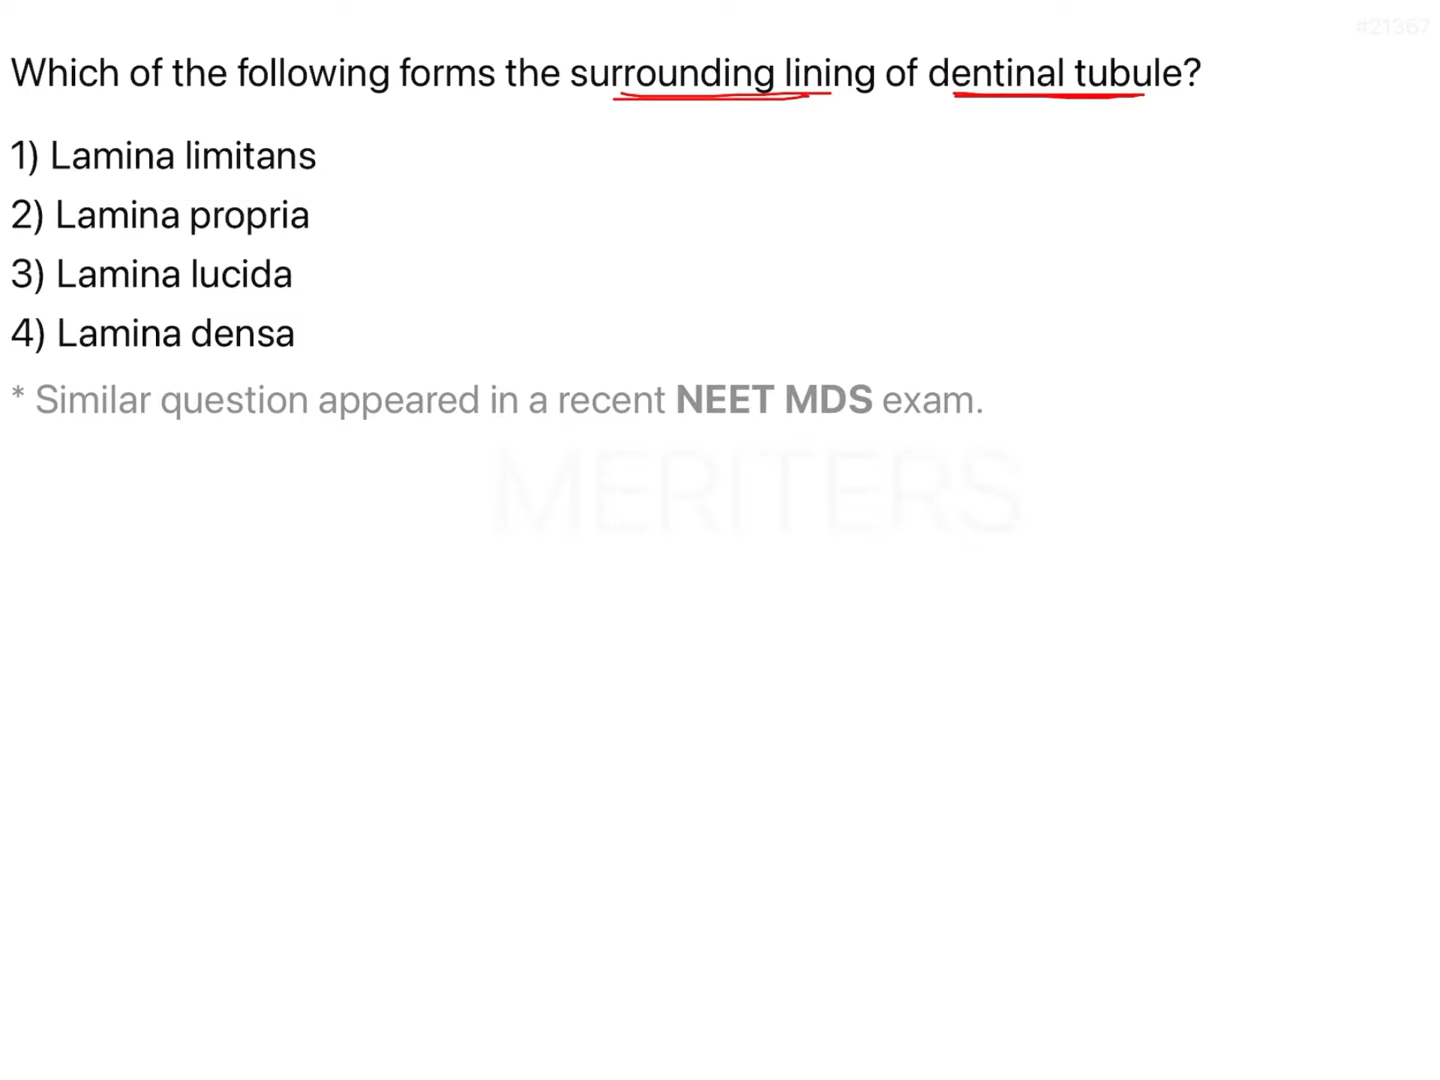 #21367
Which of the following forms the surrounding lining of dentinal tubule?
1) Lamina limitans
2) Lamina propria
3) Lamina lucida
4) Lamina densa
* Similar question appeared in a recent NEET MDS exam.
MERITERS